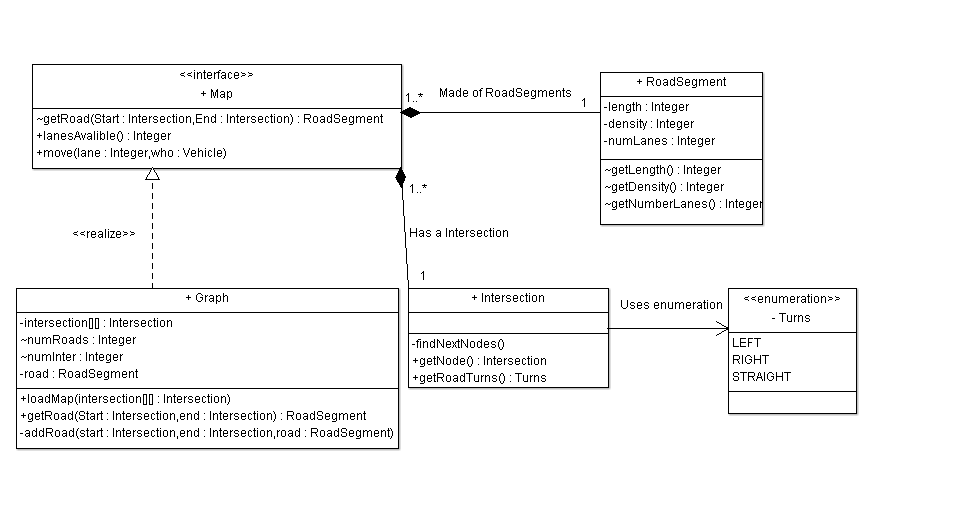 <<interface>>
+ Map
~getRoad(Start : Intersection,End : Intersection) : RoadSegment
+lanesAvalible() : Integer
+move(lane : Integer,who : Vehicle)
1..*
Made of RoadSegments
1
+ RoadSegment
-length : Integer
-density : Integer
-numLanes : Integer
~getLength() : Integer
~getDensity() : Integer
~getNumberLanes() : Integer
1..*
<<realize>>
Has a Intersection
1
+ Graph
-intersection[][] : Intersection
~numRoads : Integer
~numInter : Integer
-road : RoadSegment
+loadMap(intersection[][] : Intersection)
+getRoad(Start : Intersection,end : Intersection) : RoadSegment
-addRoad(start : Intersection,end : Intersection,road : RoadSegment)
+ Intersection
-findNextNodes()
+getNode() : Intersection
+getRoadTurns() : Turns
Uses enumeration
<<enumeration>>
- Turns
LEFT
RIGHT
STRAIGHT